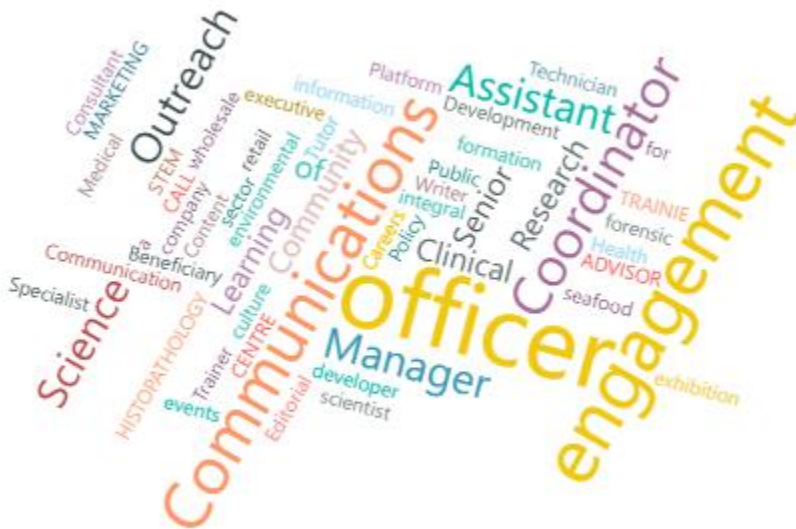 Consultant
MARKETING
Outreach
Medical
STEM
CALL
wholesale
executive
information
Platform
Assistant
Technician
Development
Coordinator
engagement
Tutor
of
Community
Communications
formation
Public
Writer
integral
Senior
Research
for
TRAINIE
forensic
Health
ADVISOR
seafood
retail
sector
environmental
company
Content
a
Beneficiary
Communication
Specialist
Science
Learning
Careers
Policy
Clinical
Officer
Manager
culture
CENTRE
Trainer
HISTOPATHOLOGY
events
Editorial
developer
scientist
exhibition